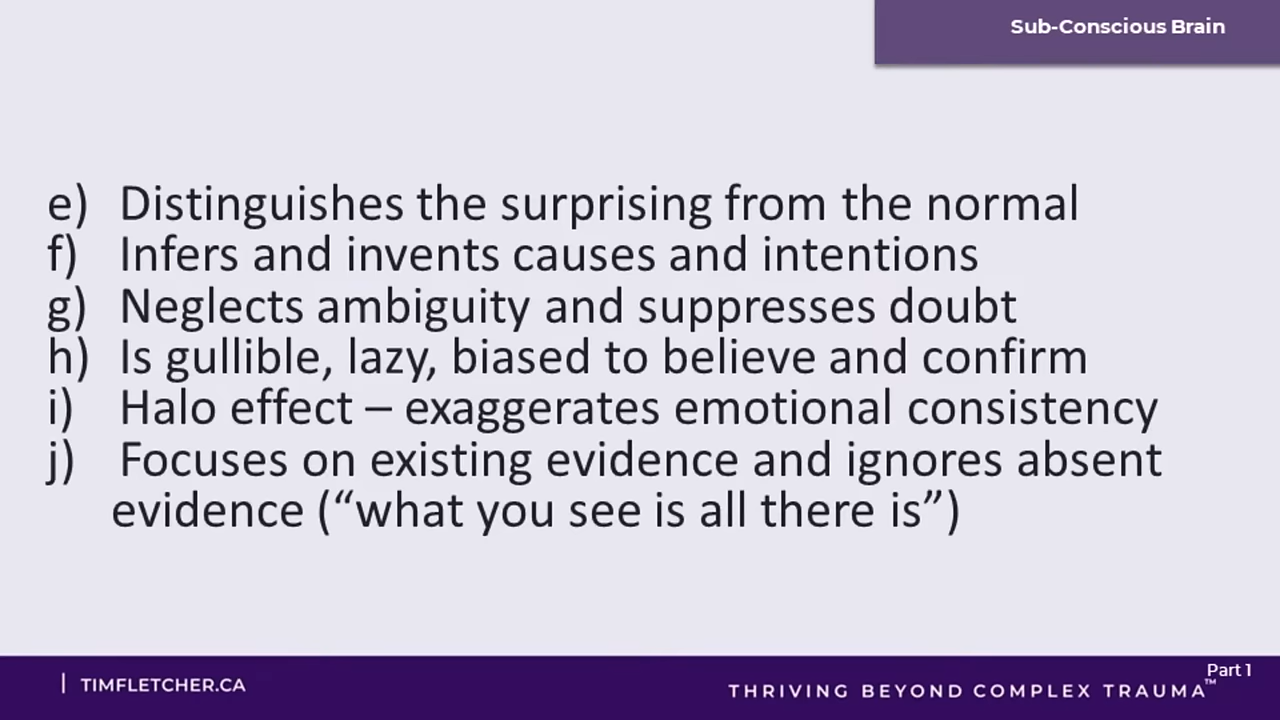 Sub-Conscious Brain
e) Distinguishes the surprising from the normal
f) Infers and invents causes and intentions
g) Neglects ambiguity and suppresses doubt
h) Is gullible, lazy, biased to believe and confirm
i) Halo effect – exaggerates emotional consistency
j) Focuses on existing evidence and ignores absent
evidence (“what you see is all there is”)
Part 1
| TIMFLETCHER.CA
THRIVING BEYOND COMPLEX TRAUMA™